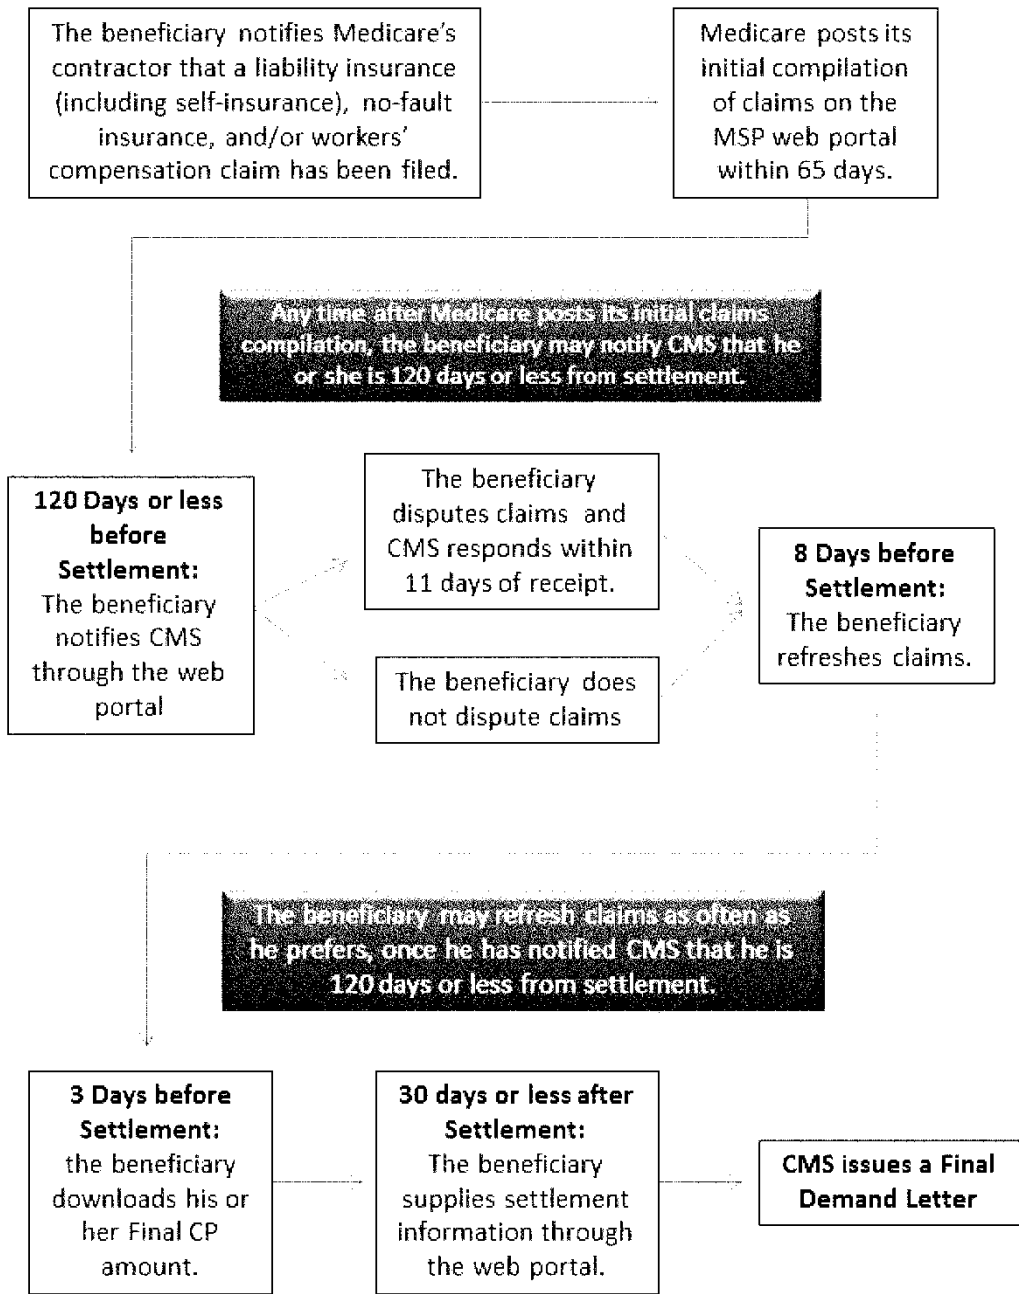 The beneficiary notifies Medicare's
contractor that a liability insurance
(including self-insurance), no-fault
insurance, and/or workers'
compensation claim has been filed.
Medicare posts its
initial compilation
of claims on the
MSP web portal
within 65 days.
Any time after Medicare posts its initial claims
compilation, the beneficiary may notify CMS that he
or she is 120 days or less from settlement.
120 Days or less
before
Settlement:
The beneficiary
notifies CMS
through the web
portal
The beneficiary
disputes claims and
CMS responds within
11 days of receipt.
The beneficiary does
not dispute claims
8 Days before
Settlement:
The beneficiary
refreshes claims.
The beneficiary may refresh claims as often as
he prefers, once he has notified CMS that he is
120 days or less from settlement.
3 Days before
Settlement:
the beneficiary
downloads his or
her Final CP
amount.
30 days or less after
Settlement:
The beneficiary
supplies settlement
information through
the web portal.
CMS issues a Final
Demand Letter